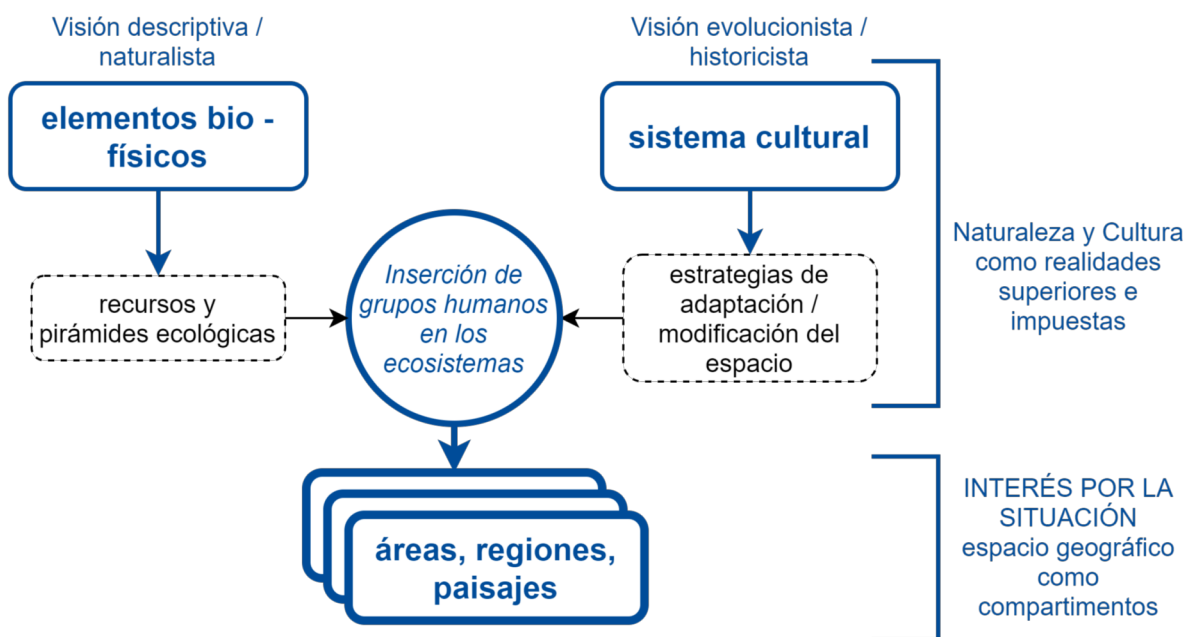 Visión descriptiva /
naturalista
Visión evolucionista /
historicista
elementos bio -
físicos
sistema cultural
recursos y
pirámides ecológicas
Inserción de
grupos humanos
en los
ecosistemas
estrategias de
adaptación /
modificación del
espacio
Naturaleza y Cultura
como realidades
superiores e
impuestas
áreas, regiones,
paisajes
INTERÉS POR LA
SITUACIÓN
espacio geográfico
como
compartimentos